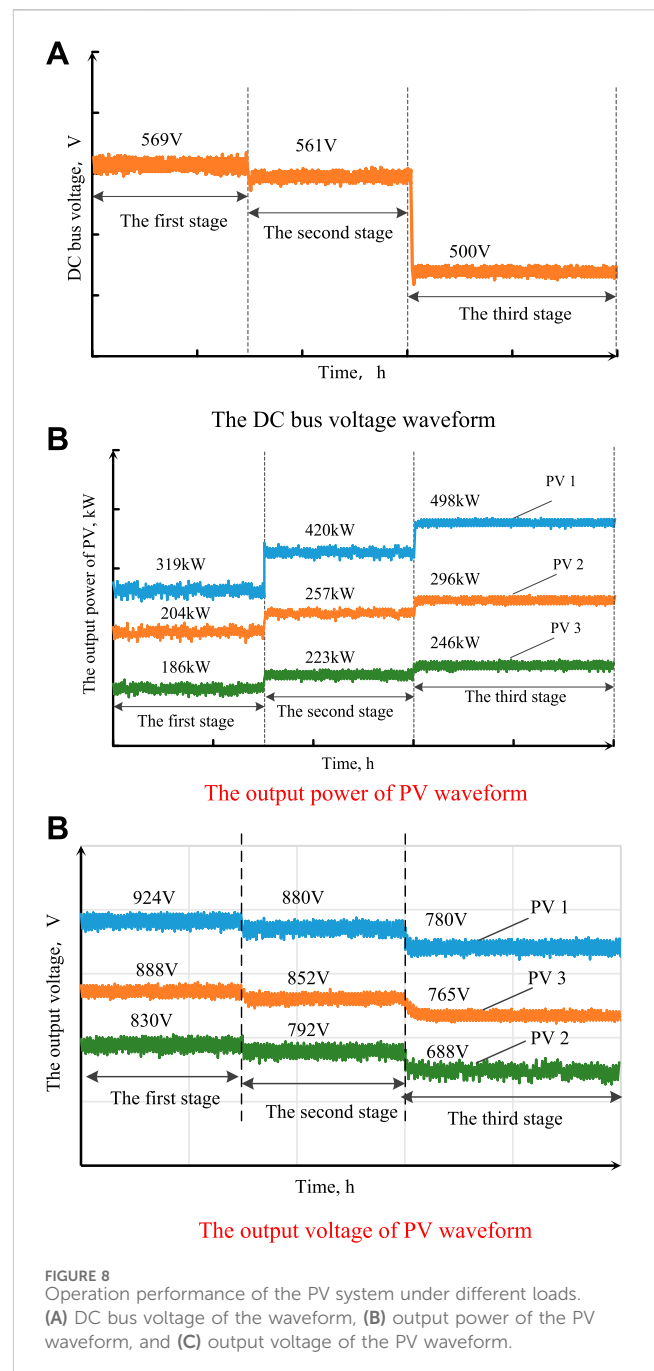 A
DC bus voltage, V
569V
561V
500V
The first stage
The second stage
The third stage
Time, h
The DC bus voltage waveform
B
The output power of PV, kW
319kW
420kW
498kW
PV 1
204kW
257kW
296kW
PV 2
186kW
223kW
246kW
PV 3
The first stage
The second stage
The third stage
Time, h
The output power of PV waveform
B
The output voltage, V
924V
880V
780V
PV 1
888V
852V
765V
PV 3
830V
792V
688V
PV 2
The first stage
The second stage
The third stage
Time, h
The output voltage of PV waveform
FIGURE 8
Operation performance of the PV system under different loads.
(A) DC bus voltage of the waveform, (B) output power of the PV
waveform, and (C) output voltage of the PV waveform.